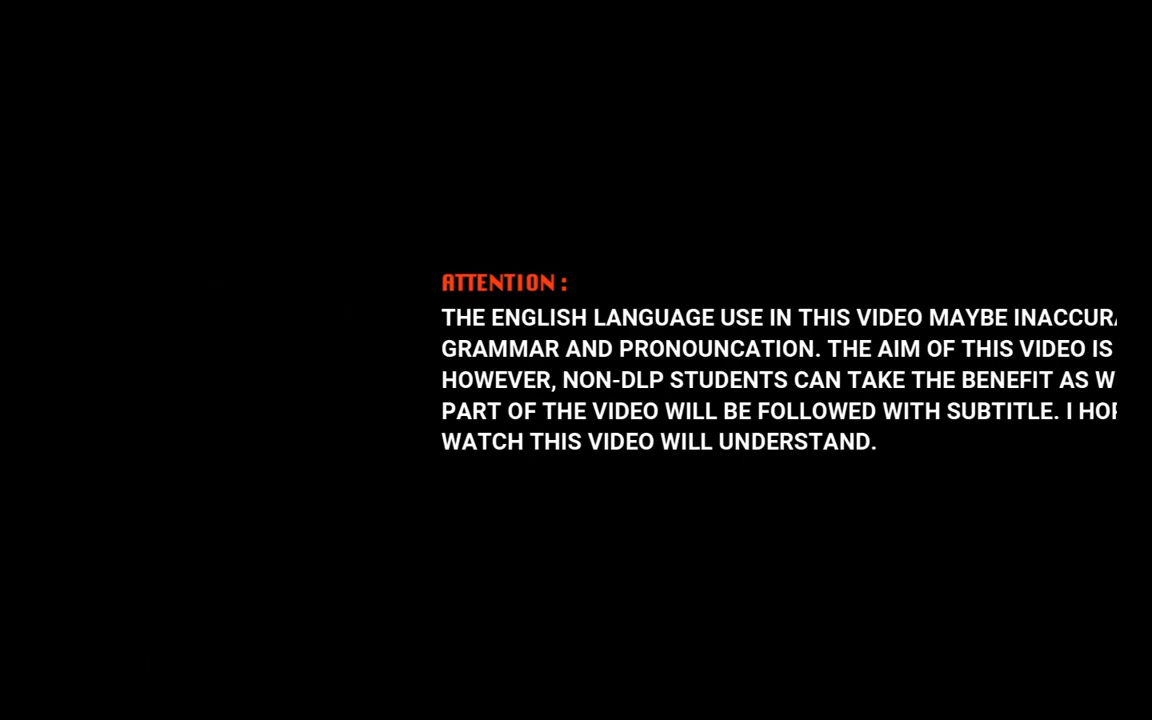 ATTENTION :
THE ENGLISH LANGUAGE USE IN THIS VIDEO MAYBE
GRAMMAR AND PRONOUNCATION. THE AIM OF THIS VIDEO IS
HOWEVER, NON-DLP STUDENTS CAN TAKE THE BENEFIT AS
PART OF THE VIDEO WILL BE FOLLOWED WITH SUBTITLE. I
WATCH THIS VIDEO WILL UNDERSTAND.